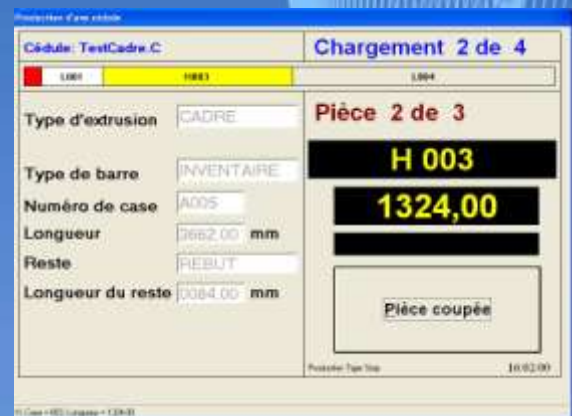 Production d'une cédule
Cédule: TestCadre.C
Chargement 2 de 4
L001 H003 L004
Type d'extrusion CADRE
Pièce 2 de 3
H 003
Type de barre INVENTAIRE
Numéro de case A005
1324,00
Longueur 3662,00 mm
Reste REBUT
Longueur du reste 0084,00 mm
Pièce coupée
16:02:00